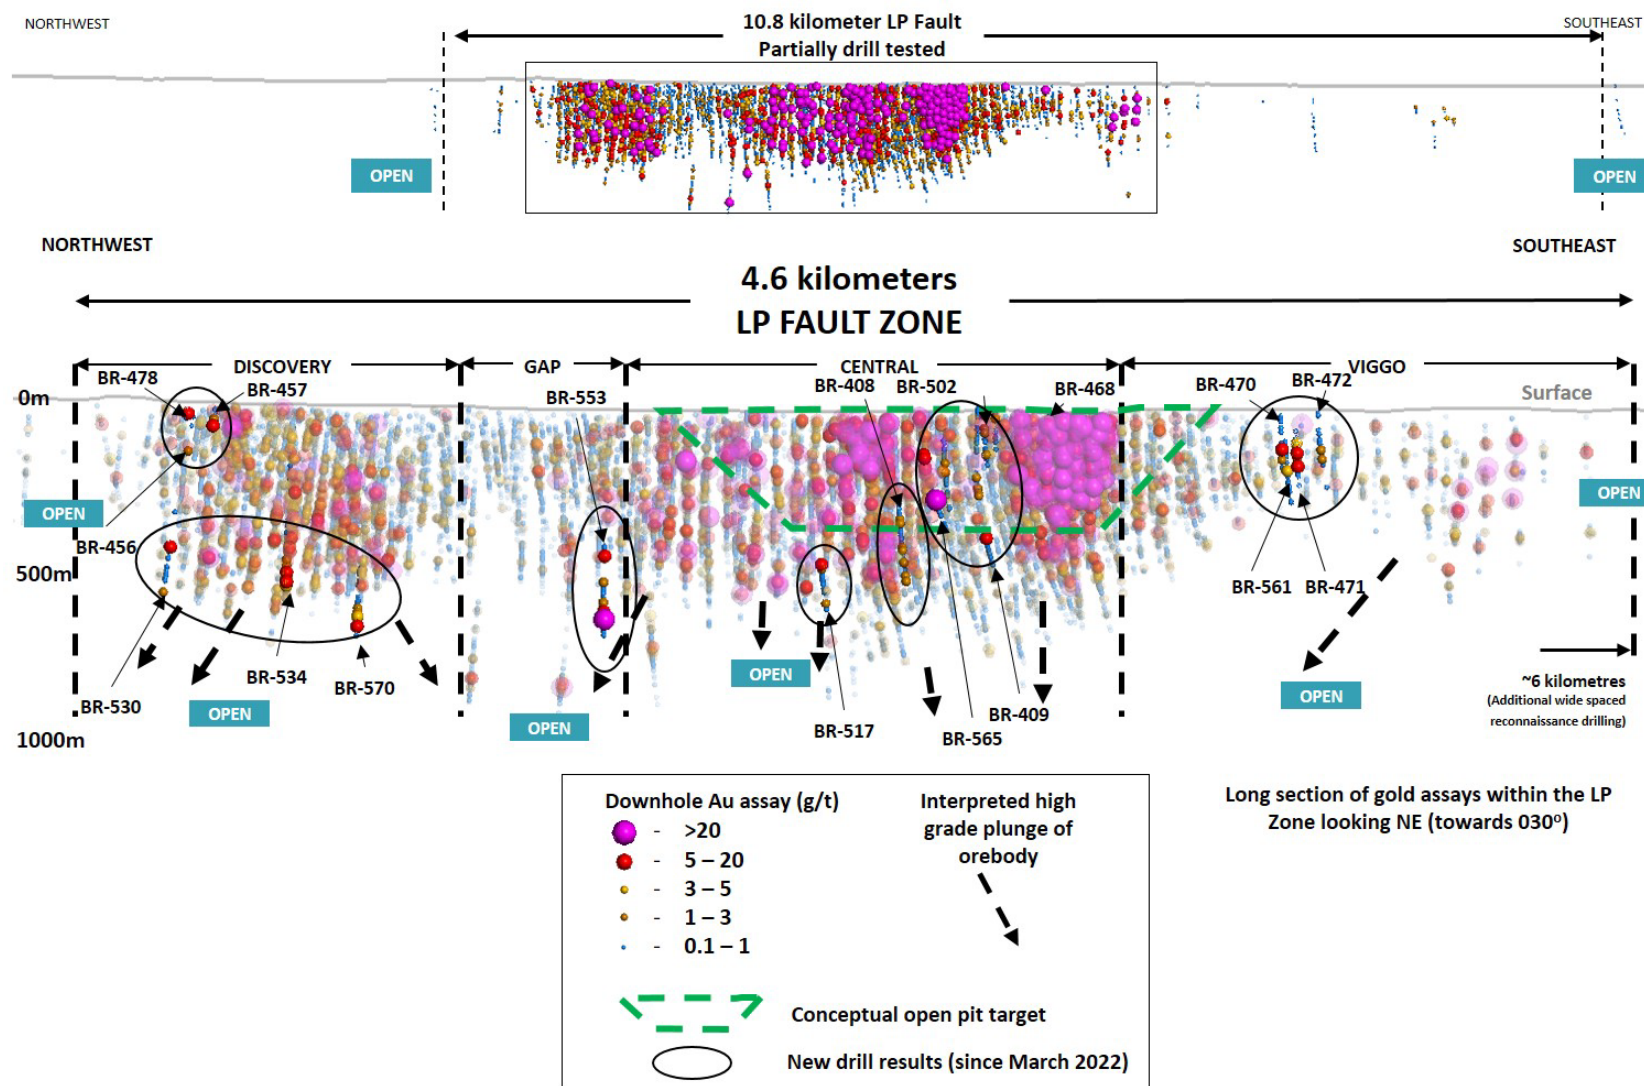 NORTHWEST
10.8 kilometer LP Fault
Partially drill tested
SOUTHEAST
OPEN
OPEN
NORTHWEST
SOUTHEAST
4.6 kilometers
LP FAULT ZONE
DISCOVERY
GAP
CENTRAL
VIGGO
BR-478
BR-457
BR-553
BR-408
BR-502
BR-468
BR-470
BR-472
0m
Surface
OPEN
OPEN
BR-456
500m
BR-561
BR-471
BR-530
BR-534
BR-570
OPEN
OPEN
OPEN
BR-517
BR-565
BR-409
OPEN
~6 kilometres
(Additional wide spaced
reconnaissance drilling)
1000m
Downhole Au assay (g/t)
- >20
- 5 – 20
- 3 – 5
- 1 – 3
- 0.1 – 1
Interpreted high
grade plunge of
orebody
Conceptual open pit target
New drill results (since March 2022)
Long section of gold assays within the LP
Zone looking NE (towards 030⁰)